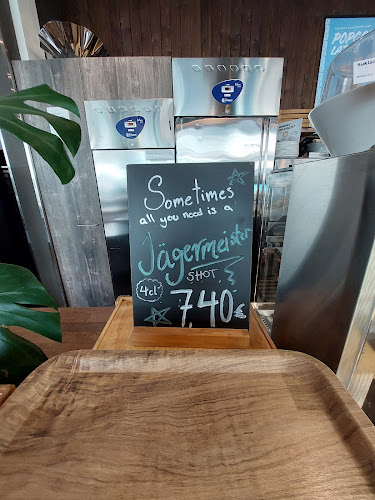 Sometimes
all you need is a
Jägermeister
SHOT
4cl
7,40€